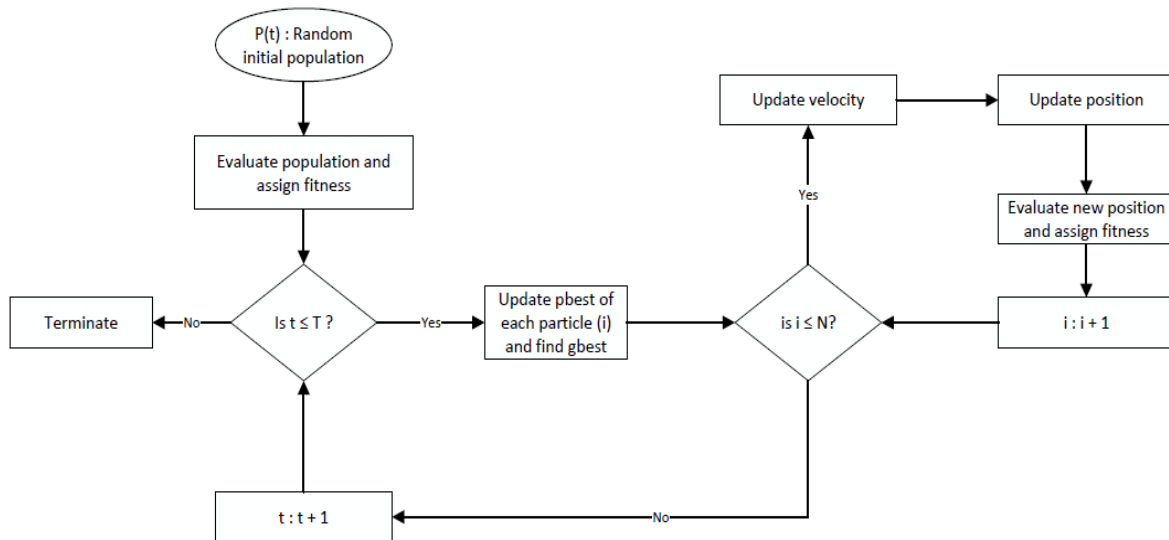 P(t) : Random
initial population
Evaluate population and
assign fitness
Is t ≤ T ?
No
Terminate
Yes
Update pbest of
each particle (i)
and find gbest
is i ≤ N?
Yes
Update velocity
Update position
Evaluate new position
and assign fitness
i : i + 1
No
t : t + 1